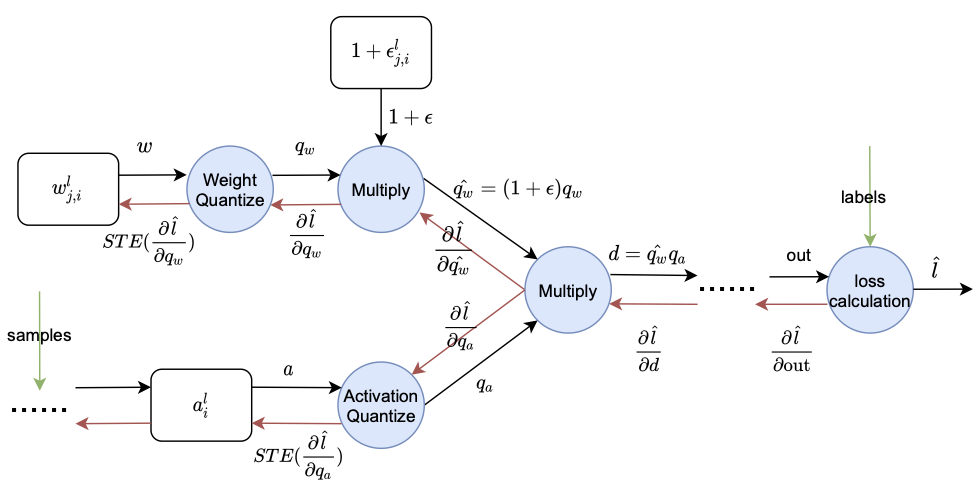 $1 + \epsilon_{j,i}^{l}$
$1 + \epsilon$
$w$
$q_w$
$w_{j,i}^{l}$
Weight
Quantize
Multiply
$\hat{q_w} = (1 + \epsilon)q_w$
$STE(\frac{\partial \hat{l}}{\partial q_w})$
$\frac{\partial \hat{l}}{\partial q_w}$
$\frac{\partial \hat{l}}{\partial \hat{q_w}}$
labels
$d = \hat{q_w} q_a$
out
Multiply
loss
calculation
$\hat{l}$
samples
$\frac{\partial \hat{l}}{\partial q_a}$
$\frac{\partial \hat{l}}{\partial d}$
$\frac{\partial \hat{l}}{\partial \text{out}}$
$a$
$q_a$
$a_{i}^{l}$
Activation
Quantize
$STE(\frac{\partial \hat{l}}{\partial q_a})$